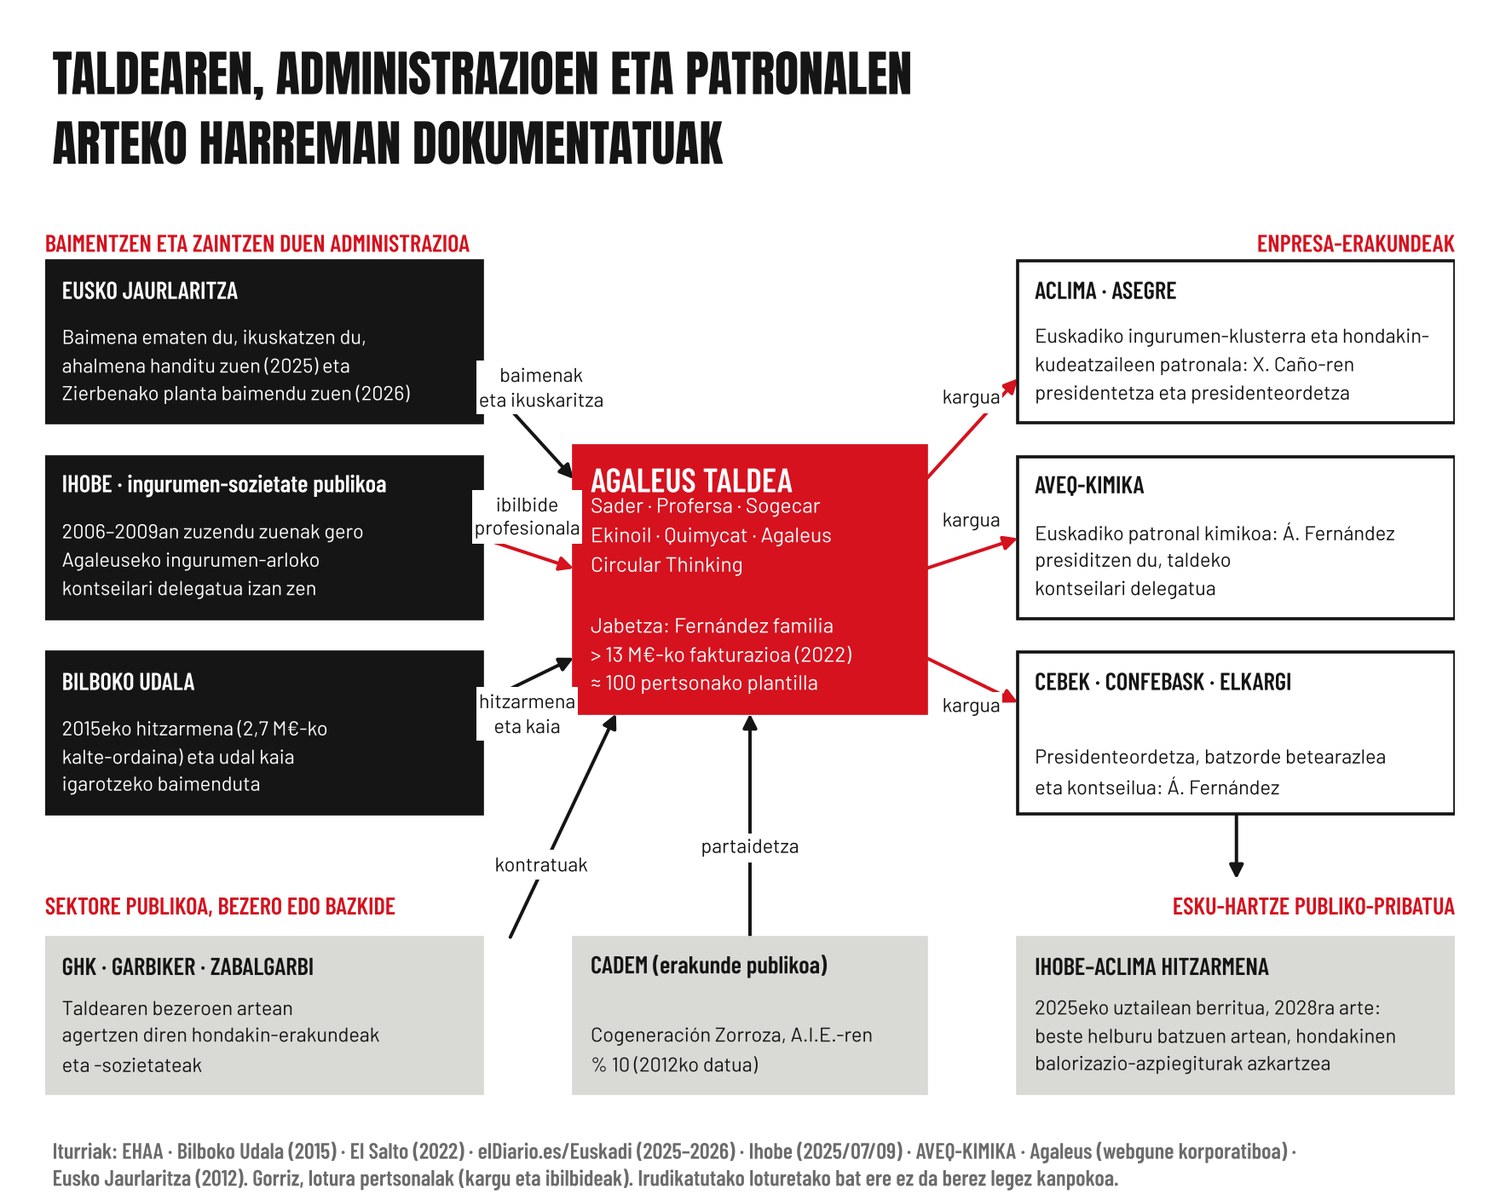 TALDEAREN, ADMINISTRAZIOEN ETA PATRONALEN
ARTEKO HARREMAN DOKUMENTATUAK
BAIMENTZEN ETA ZAINTZEN DUEN ADMINISTRAZIOA
EUSKO JAURLARITZA
Baimena ematen du, ikuskatzen du,
ahalmena handitu zuen (2025) eta
Zierbenako planta baimendu zuen (2026)
IHOBE · ingurumen-sozietate publikoa
2006–2009an zuzendu zuenak gero
Agaleuseko ingurumen-arloko
kontseilari delegatua izan zen
BILBOKO UDALA
2015eko hitzarmena (2,7 M€-ko
kalte-ordaina) eta udal kaia
igarotzeko baimenduta
baimenak
eta ikuskaritza
ibilbide
profesionala
hitzarmena
eta kaia
AGALEUS TALDEA
Sader · Profersa · Sogecar
Ekinoil · Quimycat · Agaleus
Circular Thinking
Jabetza: Fernández familia
> 13 M€-ko fakturazioa (2022)
≈ 100 pertsonako plantilla
kargua
kargua
kargua
ENPRESA-ERAKUNDEAK
ACLIMA · ASEGRE
Euskadiko ingurumen-klusterra eta hondakin-
kudeatzaileen patronala: X. Caño-ren
presidentetza eta presidenteordetza
AVEQ-KIMIKA
Euskadiko patronal kimikoa: Á. Fernández
presiditzen du, taldeko
kontseilari delegatua
CEBEK · CONFEBASK · ELKARGI
Presidenteordetza, batzorde betearazlea
eta kontseilua: Á. Fernández
kontratuak
partaidetza
SEKTORE PUBLIKOA, BEZERO EDO BAZKIDE
GHK · GARBIKER · ZABALGARBI
Taldearen bezeroen artean
agertzen diren hondakin-erakundeak
eta -sozietateak
CADEM (erakunde publikoa)
Cogeneración Zorroza, A.I.E.-ren
% 10 (2012ko datua)
ESKU-HARTZE PUBLIKO-PRIBATUA
IHOBE–ACLIMA HITZARMENA
2025eko uztailean berritua, 2028ra arte:
beste helburu batzuen artean, hondakinen
balorizazio-azpiegiturak azkartzea
Iturriak: EHAA · Bilboko Udala (2015) · El Salto (2022) · elDiario.es/Euskadi (2025–2026) · Ihobe (2025/07/09) · AVEQ-KIMIKA · Agaleus (webgune korporatiboa) ·
Eusko Jaurlaritza (2012). Gorriz, lotura pertsonalak (kargu eta ibilbideak). Irudikatutako loturetako bat ere ez da berez legez kanpokoa.